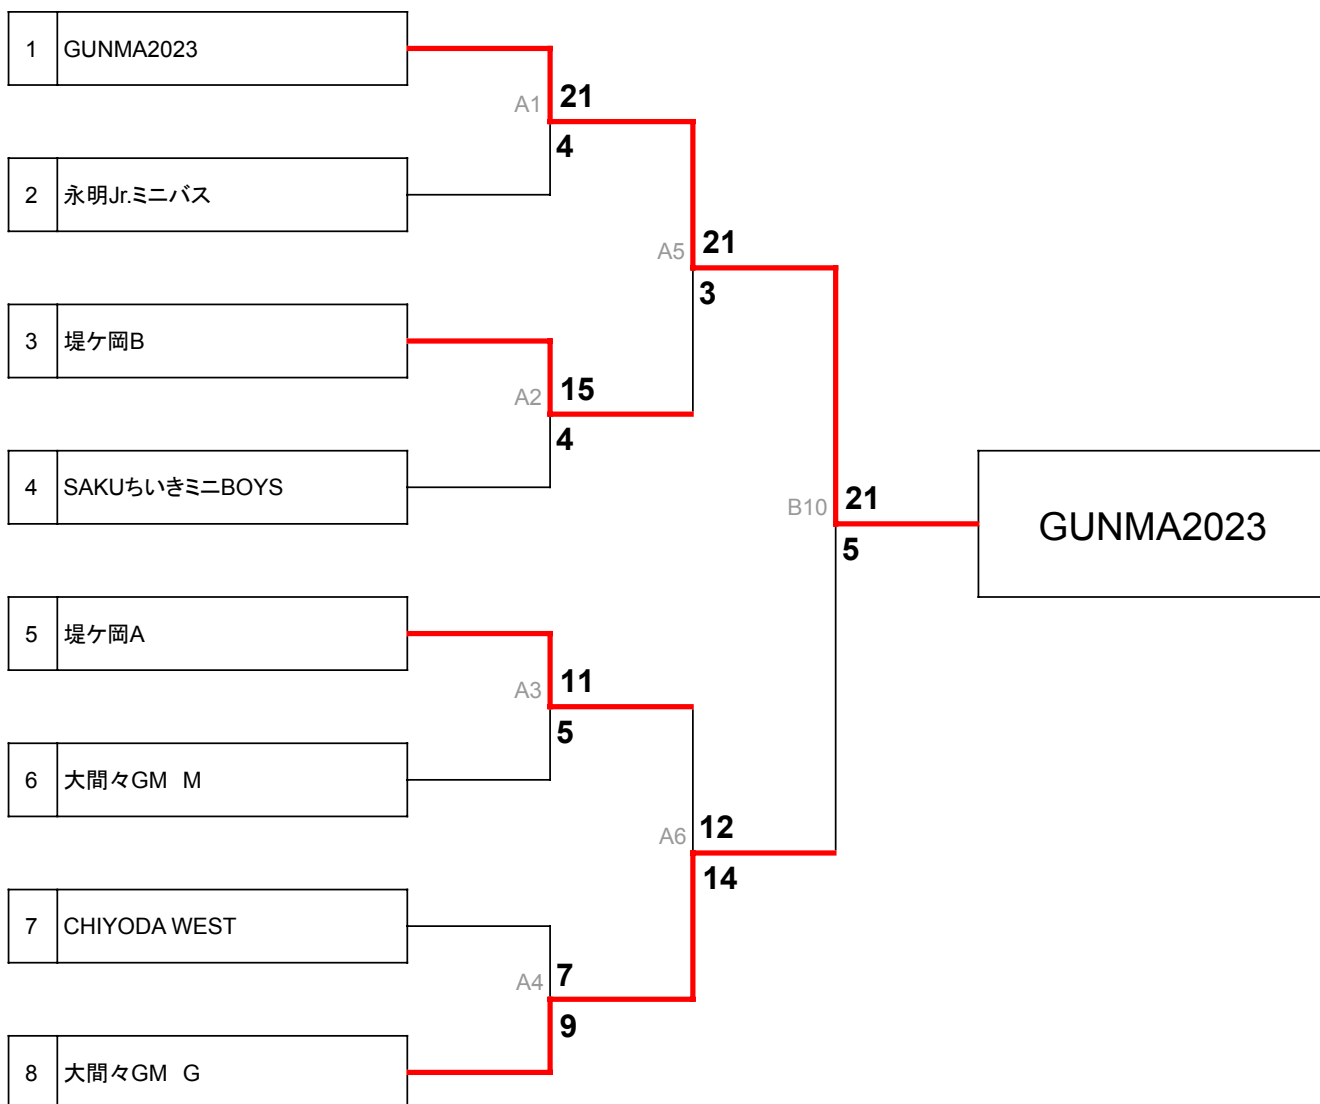 1 GUNMA2023
A1 21
4
2 永明Jr.ミニバス
A5 21
3
3 堤ケ岡B
A2 15
4
4 SAKUちいきミニBOYS
B10 21
5
GUNMA2023
5 堤ケ岡A
A3 11
5
6 大間々GM　M
A6 12
14
7 CHIYODA WEST
A4 7
9
8 大間々GM　G